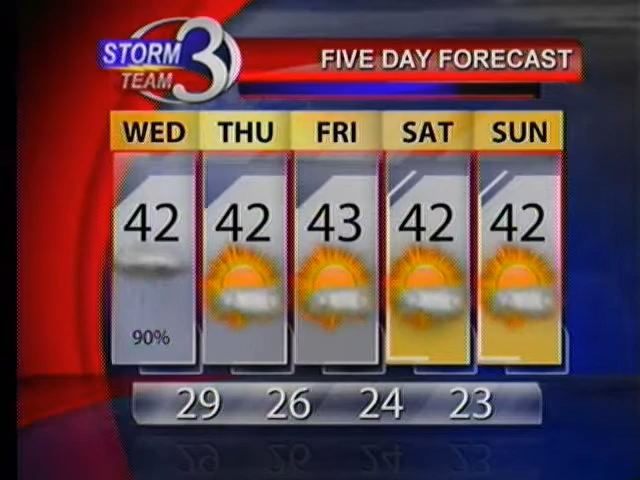 STORM
TEAM 3
FIVE DAY FORECAST
WED THU FRI SAT SUN
42 42 43 42 42
90%
29 26 24 23